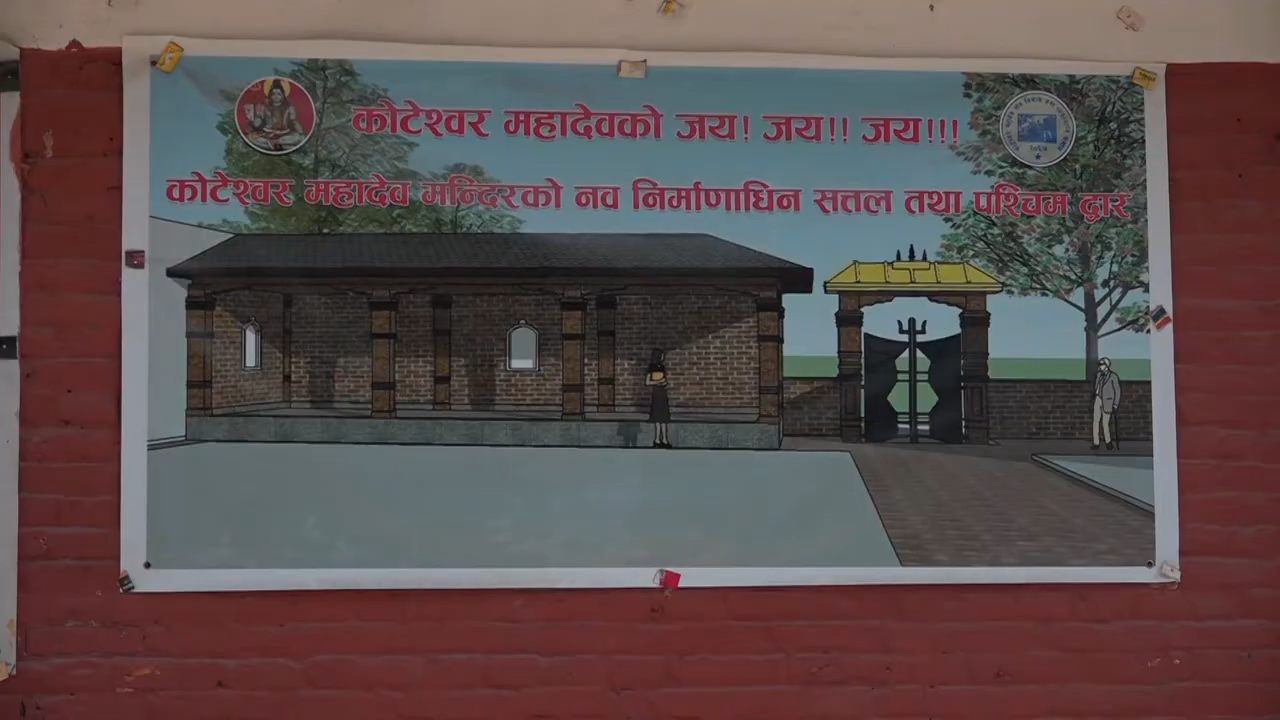 कोटेश्वर महादेवको जय! जय!! जय!!!
कोटेश्वर महादेव मन्दिरको नव निर्माणाधिन सत्तल तथा पश्चिम द्वार